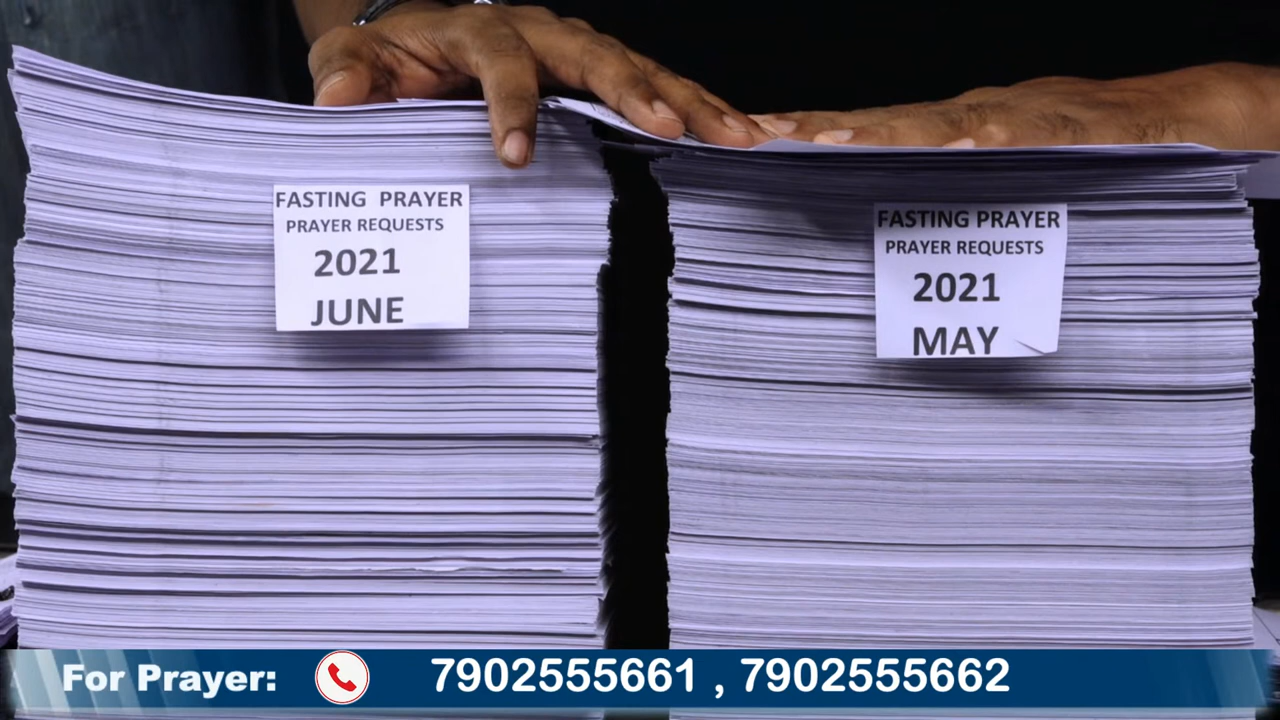 FASTING PRAYER
PRAYER REQUESTS
2021
JUNE
FASTING PRAYER
PRAYER REQUESTS
2021
MAY
For Prayer: 7902555661 , 7902555662